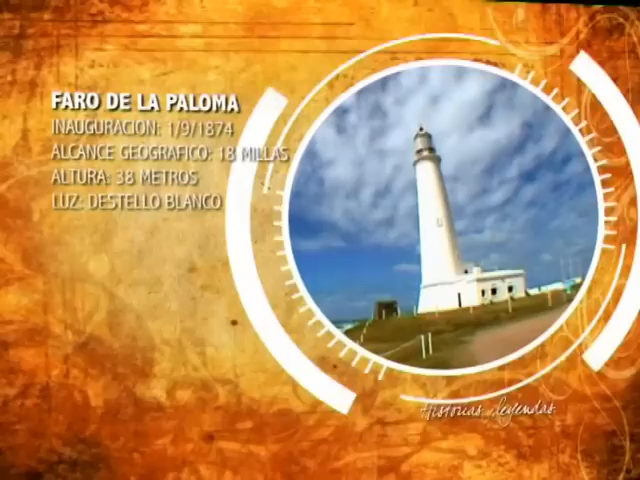 FARO DE LA PALOMA
INAUGURACION: 1/9/1874
ALCANCE GEOGRAFICO: 18 MILLAS
ALTURA: 38 METROS
LUZ: DESTELLO BLANCO
Historias, leyendas.